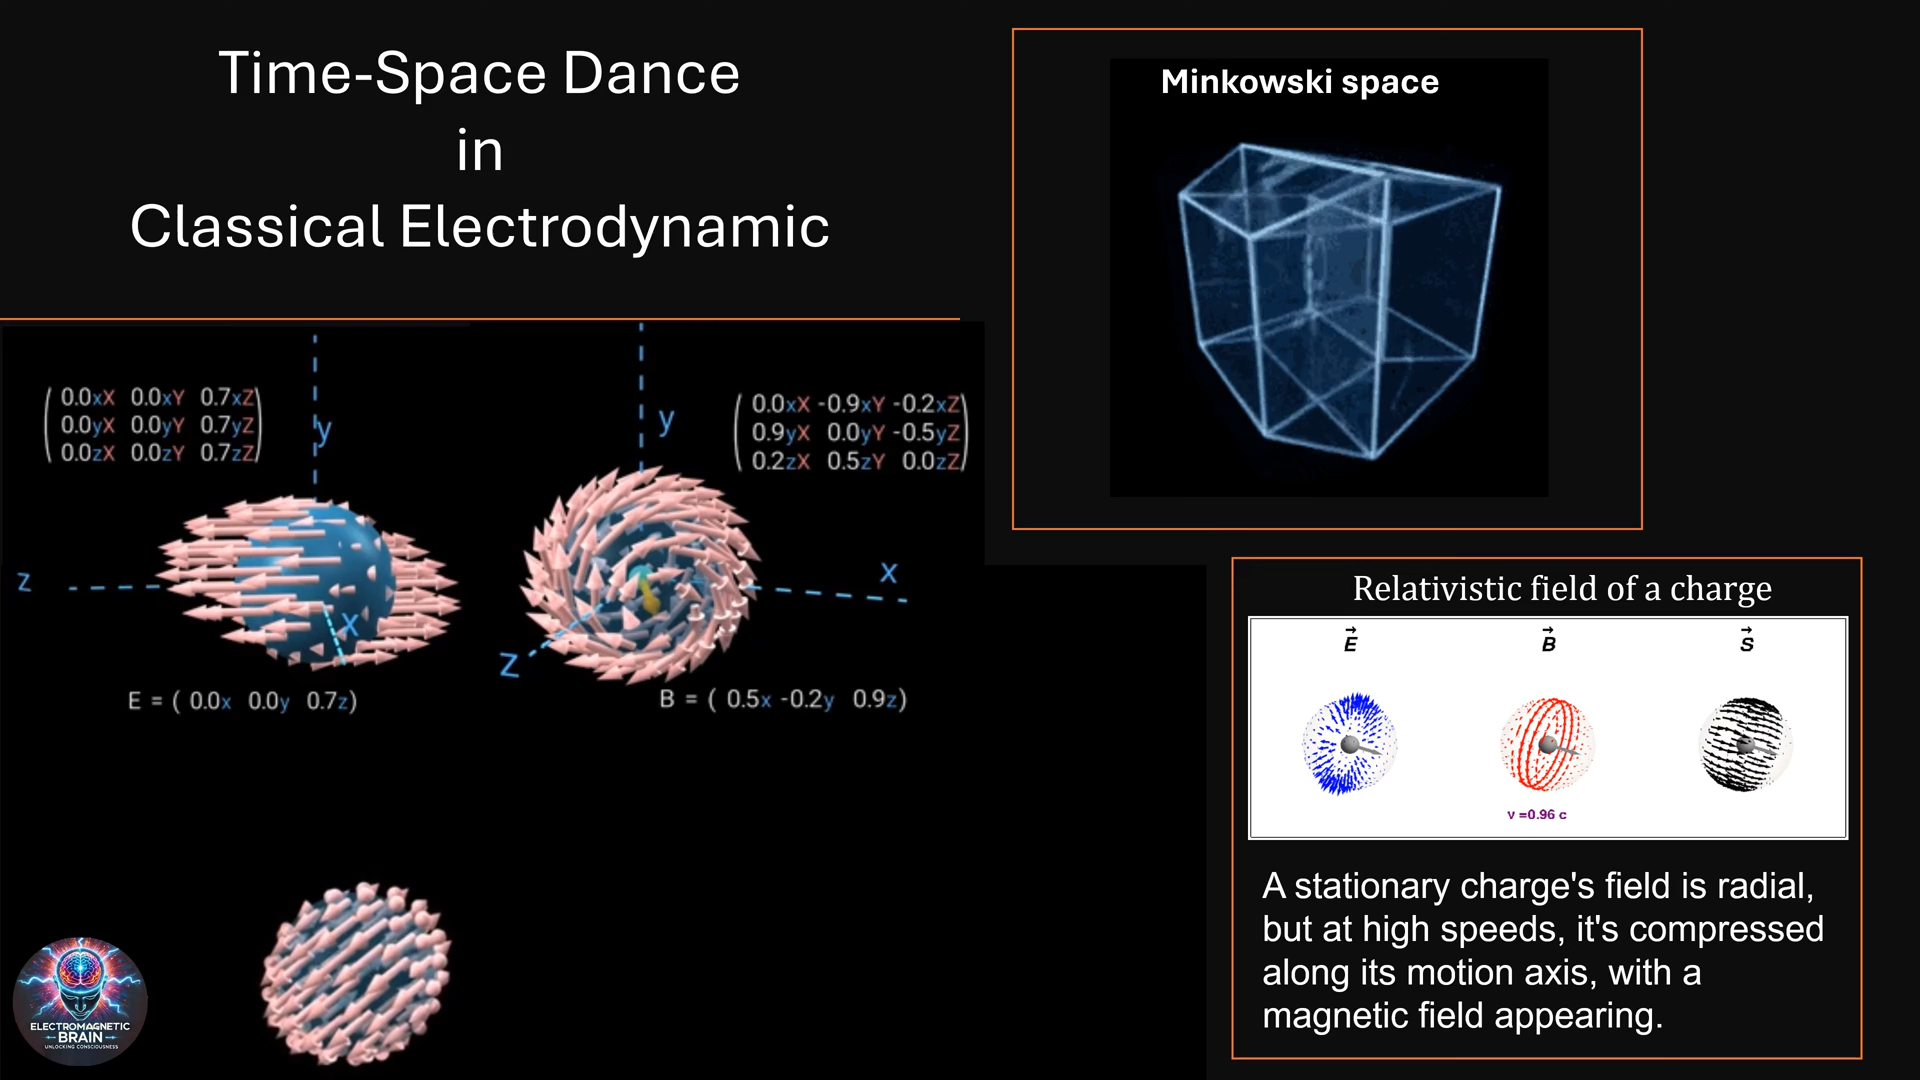 Time-Space Dance
in
Classical Electrodynamic
Minkowski space
0.0xX 0.0xY 0.7xZ
0.0yX 0.0yY 0.7yZ
0.0zX 0.0zY 0.7zZ
y
z
x
E = ( 0.0x 0.0y 0.7z)
0.0xX -0.9xY -0.2xZ
0.9yX 0.0yY -0.5yZ
0.2zX 0.5zY 0.0zZ
y
x
z
B = ( 0.5x -0.2y 0.9z)
Relativistic field of a charge
E B S
v =0.96 c
A stationary charge's field is radial,
but at high speeds, it's compressed
along its motion axis, with a
magnetic field appearing.
ELECTROMAGNETIC
BRAIN
UNLOCKING CONSCIOUSNESS